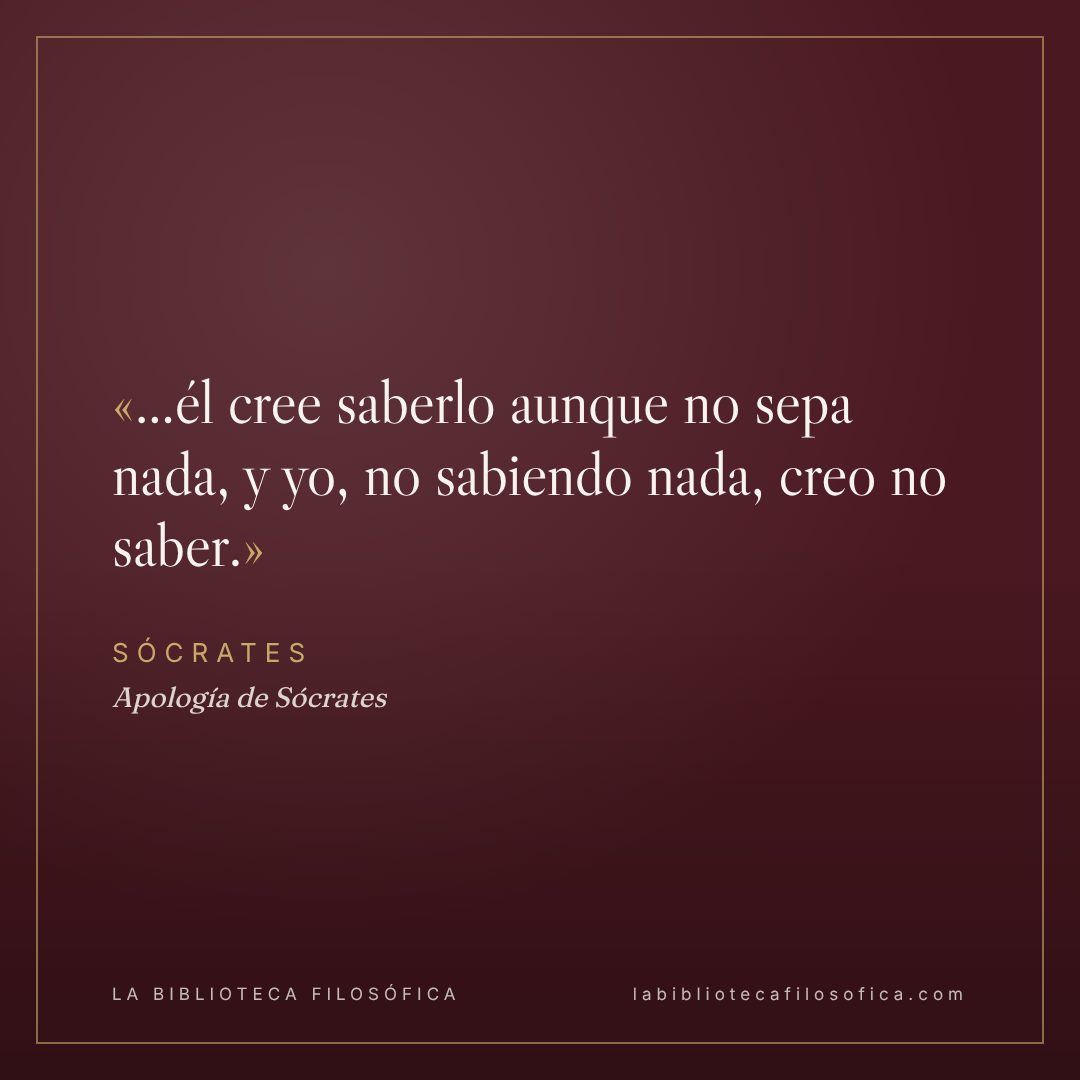 «...él cree saberlo aunque no sepa
nada, y yo, no sabiendo nada, creo no
saber.»
SÓCRATES
Apología de Sócrates
LA BIBLIOTECA FILOSÓFICA
labibliotecafilosofica.com